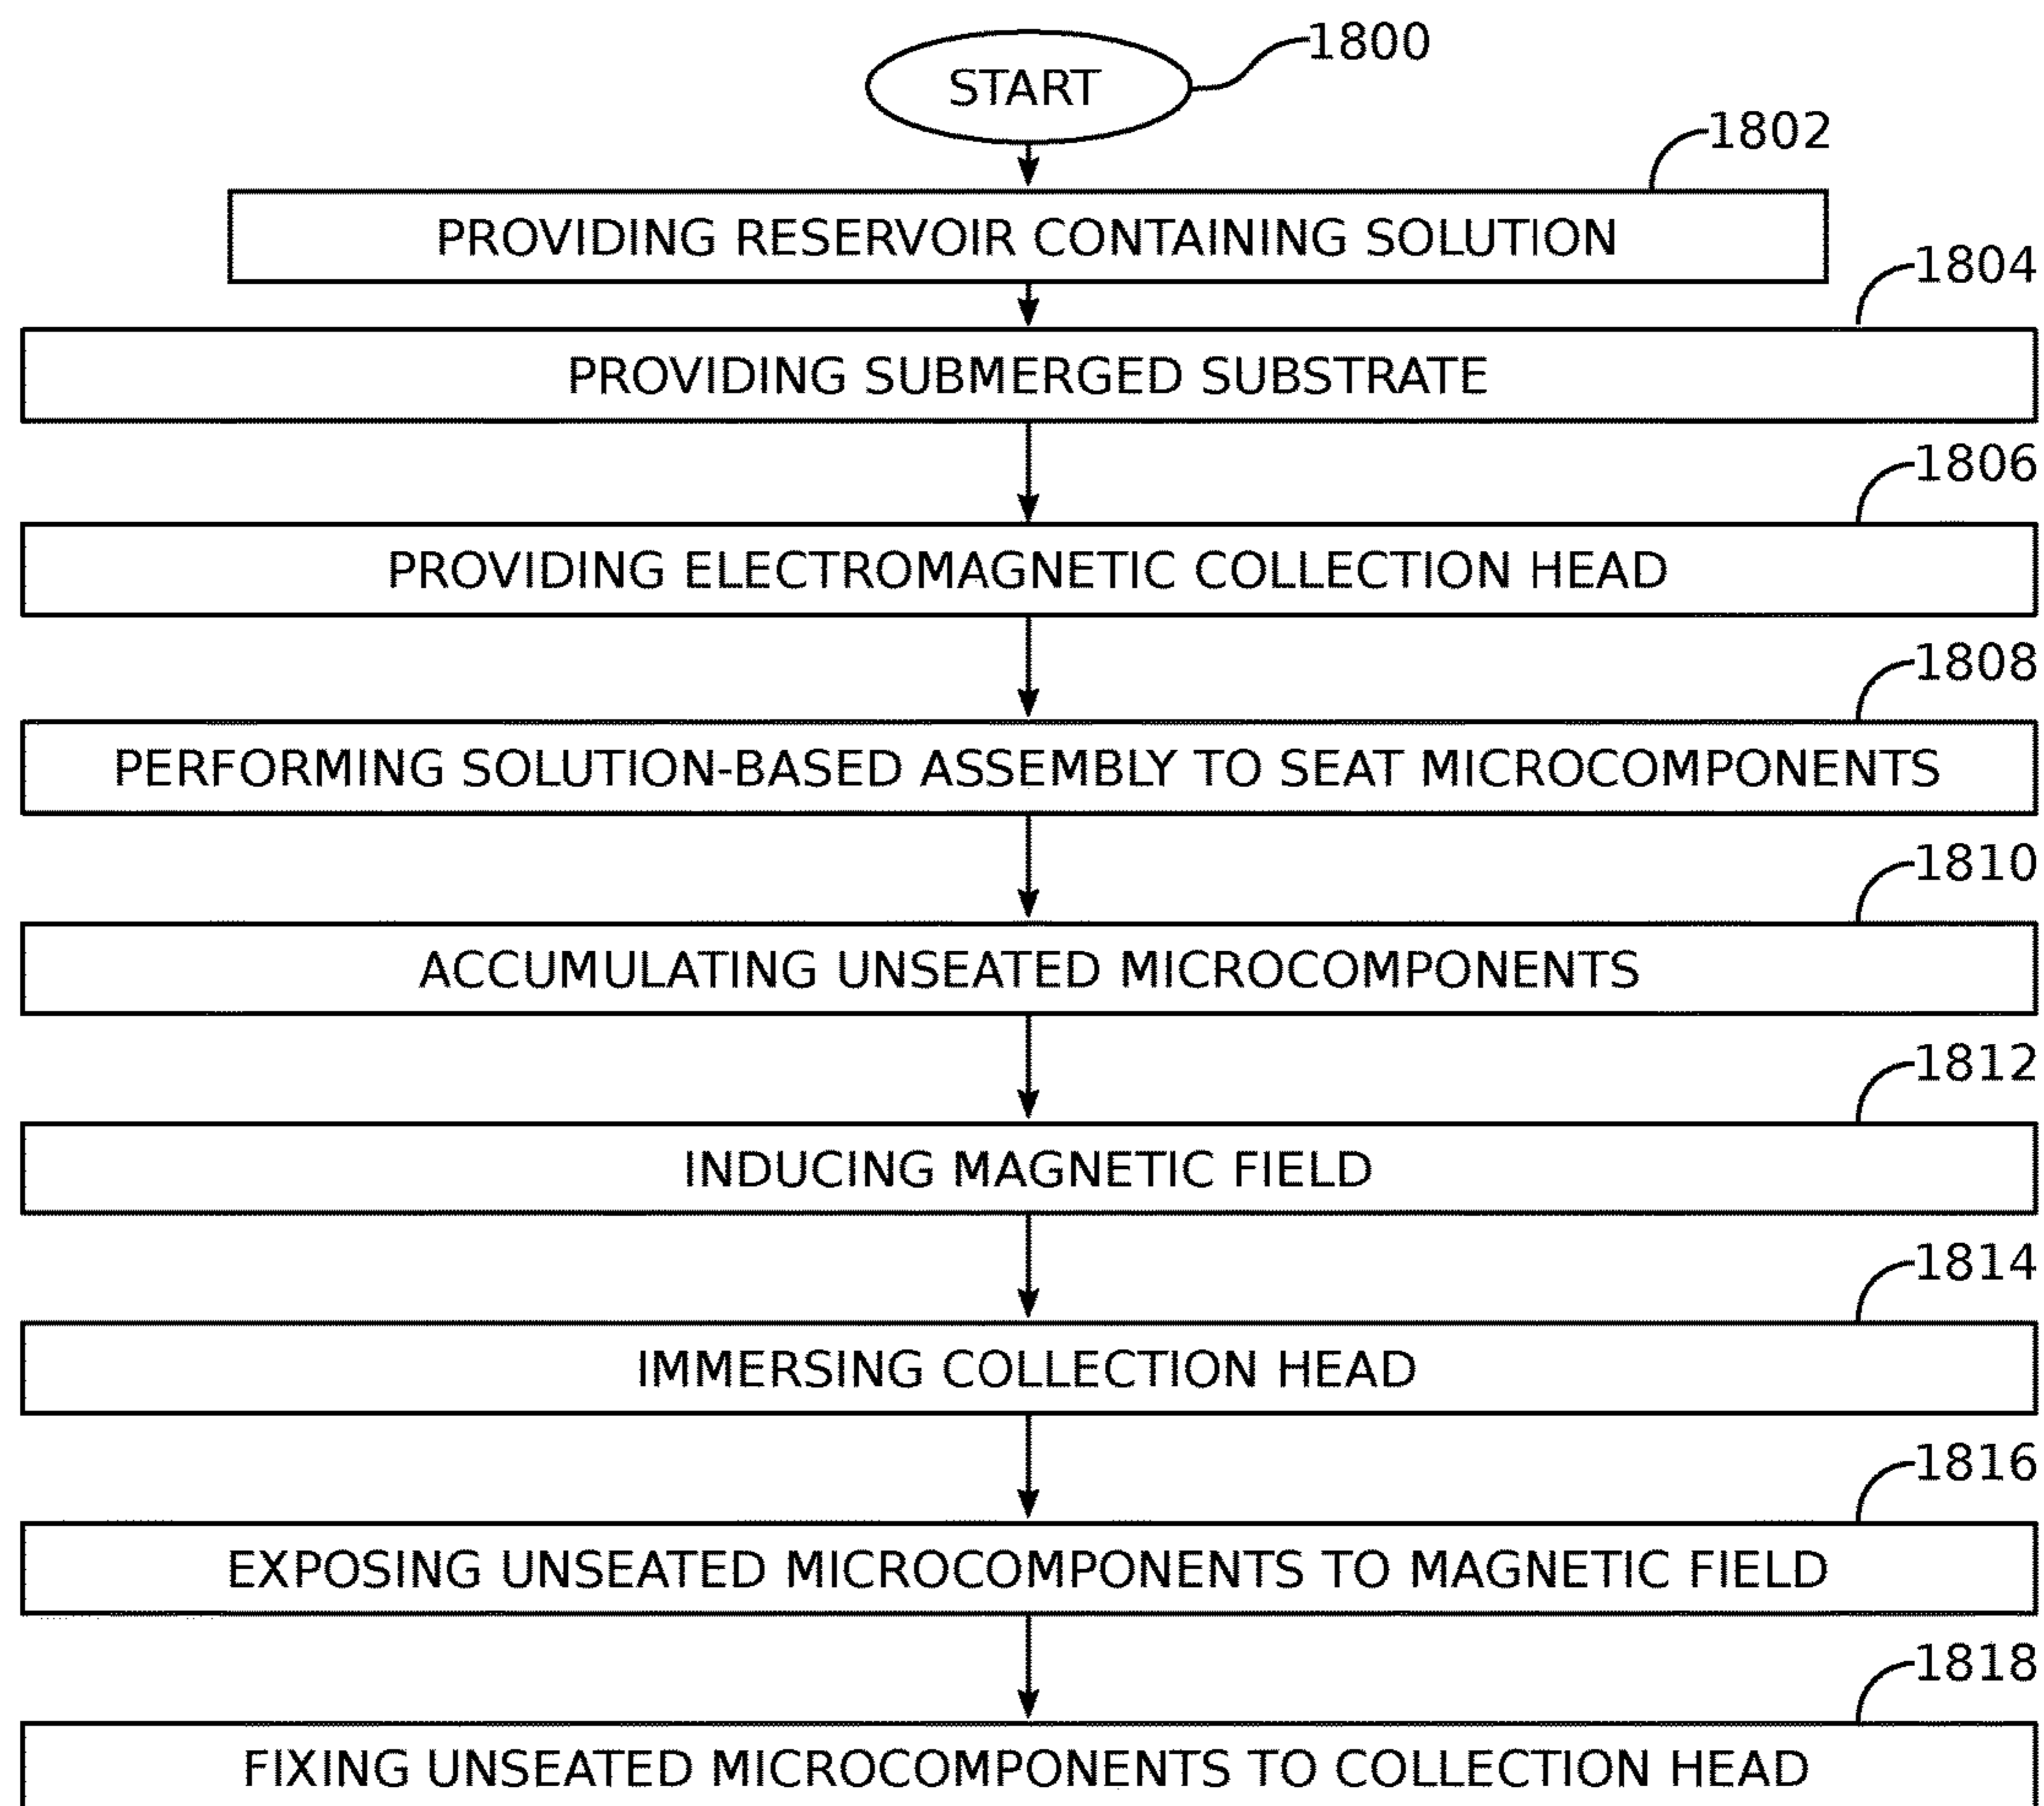 START
1800
1802
PROVIDING RESERVOIR CONTAINING SOLUTION
1804
PROVIDING SUBMERGED SUBSTRATE
1806
PROVIDING ELECTROMAGNETIC COLLECTION HEAD
1808
PERFORMING SOLUTION-BASED ASSEMBLY TO SEAT MICROCOMPONENTS
1810
ACCUMULATING UNSEATED MICROCOMPONENTS
1812
INDUCING MAGNETIC FIELD
1814
IMMERSING COLLECTION HEAD
1816
EXPOSING UNSEATED MICROCOMPONENTS TO MAGNETIC FIELD
1818
FIXING UNSEATED MICROCOMPONENTS TO COLLECTION HEAD